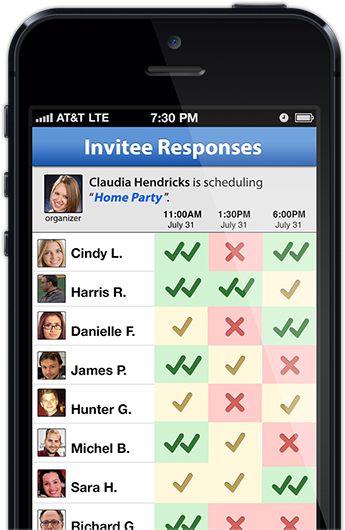 AT&T LTE 7:30 PM
Invitee Responses
Claudia Hendricks is scheduling
“Home Party”.
organizer
11:00AM 1:30PM 6:00PM
July 31 July 31 July 31
Cindy L.
Harris R.
Danielle F.
James P.
Hunter G.
Michel B.
Sara H.
Richard G